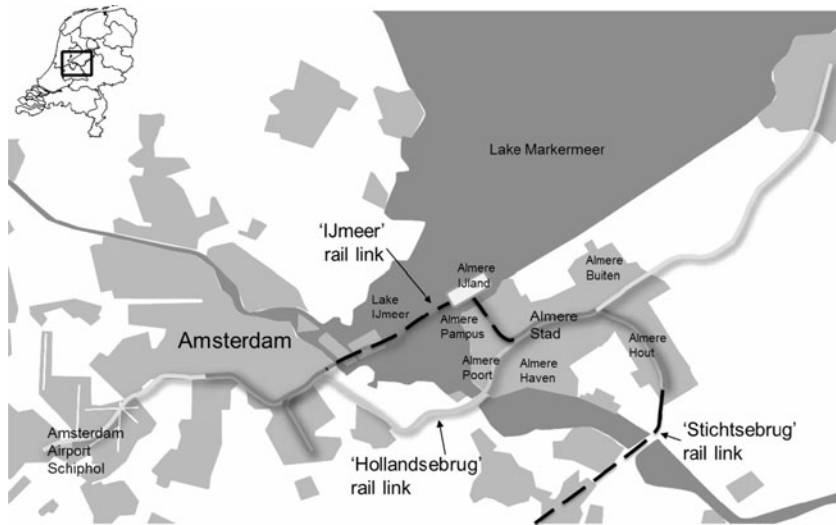 Lake Markermeer
‘IJmeer’
rail link
Almere
IJland
Almere
Buiten
Lake
IJmeer
Almere
Pampus
Almere
Stad
Amsterdam
Almere
Hout
Almere
Poort
Almere
Haven
Amsterdam
Airport
Schiphol
‘Stichtsebrug’
rail link
‘Hollandsebrug’
rail link